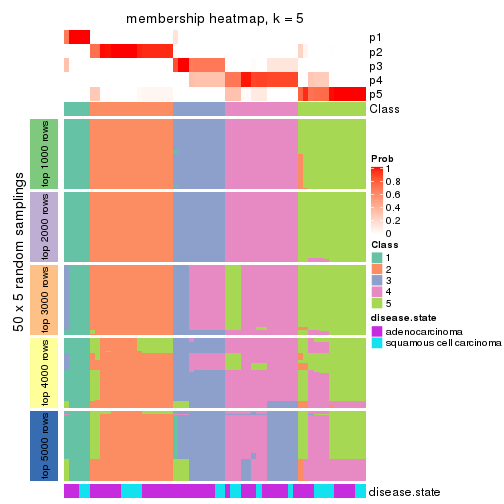 membership heatmap, k = 5
p1
p2
p3
p4
p5
Class
50 x 5 random samplings
top 1000 rows
top 2000 rows
top 3000 rows
top 4000 rows
top 5000 rows
Prob
1
0.8
0.6
0.4
0.2
0
Class
1
2
3
4
5
disease.state
adenocarcinoma
squamous cell carcinoma
disease.state